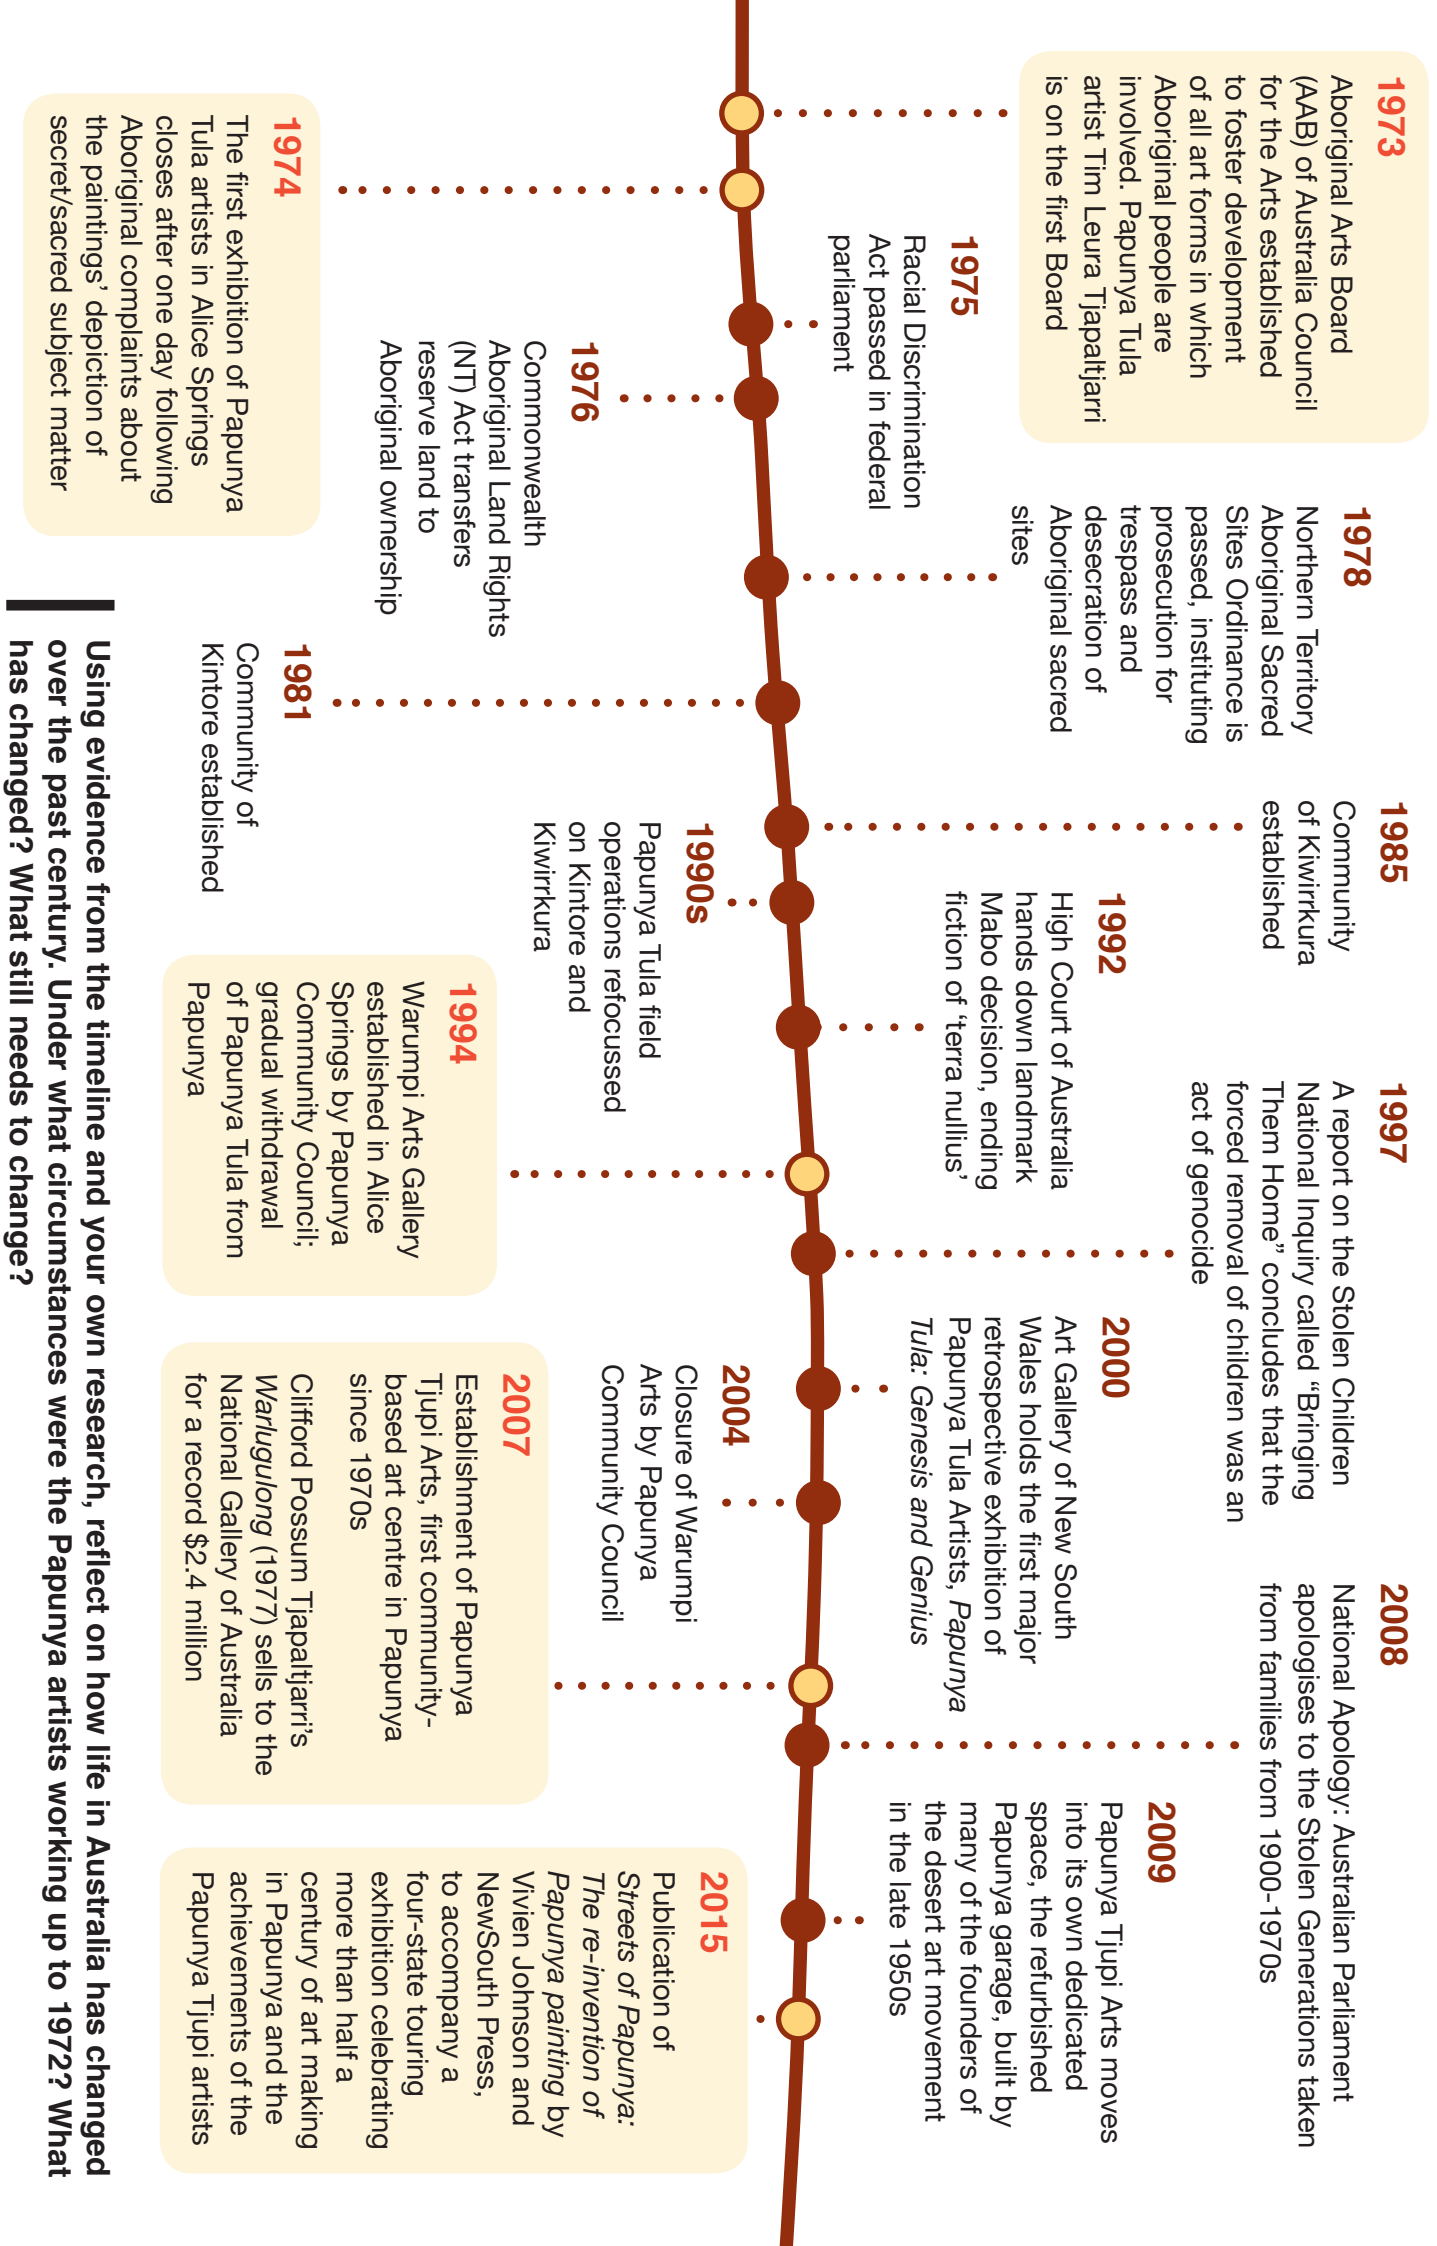 1973
Aboriginal Arts Board
(AAB) of Australia Council
for the Arts established
to foster development
of all art forms in which
Aboriginal people are
involved. Papunya Tula
artist Tim Leura Tjapaltjarri
is on the first Board
1974
The first exhibition of Papunya
Tula artists in Alice Springs
closes after one day following
Aboriginal complaints about
the paintings’ depiction of
secret/sacred subject matter
1975
Racial Discrimination
Act passed in federal
parliament
1976
Commonwealth
Aboriginal Land Rights
(NT) Act transfers
reserve land to
Aboriginal ownership
1978
Northern Territory
Aboriginal Sacred
Sites Ordinance is
passed, instituting
prosecution for
trespass and
desecration of
Aboriginal sacred
sites
1981
Community of
Kintore established
1985
Community
of Kiwirrkura
established
1990s
Papunya Tula field
operations refocussed
on Kintore and
Kiwirrkura
1992
High Court of Australia
hands down landmark
Mabo decision, ending
fiction of ‘terra nullius’
1994
Warumpi Arts Gallery
established in Alice
Springs by Papunya
Community Council;
gradual withdrawal
of Papunya Tula from
Papunya
1997
A report on the Stolen Children
National Inquiry called “Bringing
Them Home” concludes that the
forced removal of children was an
act of genocide
2000
Art Gallery of New South
Wales holds the first major
retrospective exhibition of
Papunya Tula Artists, Papunya
Tula: Genesis and Genius
2004
Closure of Warumpi
Arts by Papunya
Community Council
2007
Establishment of Papunya
Tjupi Arts, first community-
based art centre in Papunya
since 1970s
Clifford Possum Tjapaltjarri’s
Warlugulong (1977) sells to the
National Gallery of Australia
for a record $2.4 million
2008
National Apology: Australian Parliament
apologises to the Stolen Generations taken
from families from 1900-1970s
2009
Papunya Tjupi Arts moves
into its own dedicated
space, the refurbished
Papunya garage, built by
many of the founders of
the desert art movement
in the late 1950s
2015
Publication of
Streets of Papunya:
The re-invention of
Papunya painting by
Vivien Johnson and
NewSouth Press,
to accompany a
four-state touring
exhibition celebrating
more than half a
century of art making
in Papunya and the
achievements of the
Papunya Tjupi artists
Using evidence from the timeline and your own research, reflect on how life in Australia has changed
over the past century. Under what circumstances were the Papunya artists working up to 1972? What
has changed? What still needs to change?